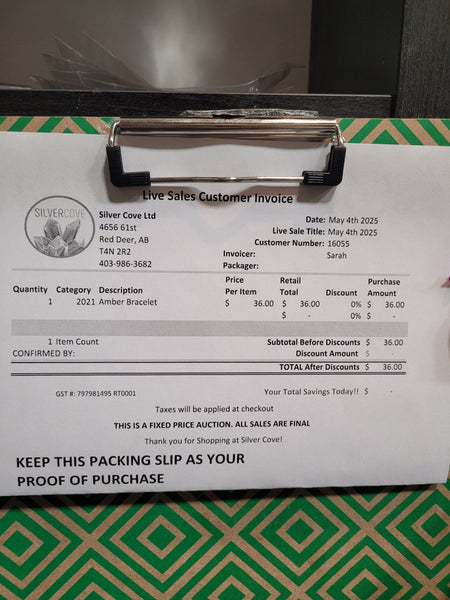 Live Sales Customer Invoice
SILVERCOVE
Silver Cove Ltd
4656 61st
Red Deer, AB
T4N 2R2
403-986-3682
Date: May 4th 2025
Live Sale Title: May 4th 2025
Customer Number: 16055
Invoicer: Sarah
Packager:
Quantity Category Description Price Per Item Retail Total Discount Purchase Amount
1 2021 Amber Bracelet $ 36.00 $ 36.00 0% $ 36.00
$ - 0% $ -
1 Item Count Subtotal Before Discounts $ 36.00
CONFIRMED BY: Discount Amount $ -
TOTAL After Discounts $ 36.00
GST #: 797981495 RT0001 Your Total Savings Today!! $ -
Taxes will be applied at checkout
THIS IS A FIXED PRICE AUCTION. ALL SALES ARE FINAL
Thank you for Shopping at Silver Cove!
KEEP THIS PACKING SLIP AS YOUR
PROOF OF PURCHASE